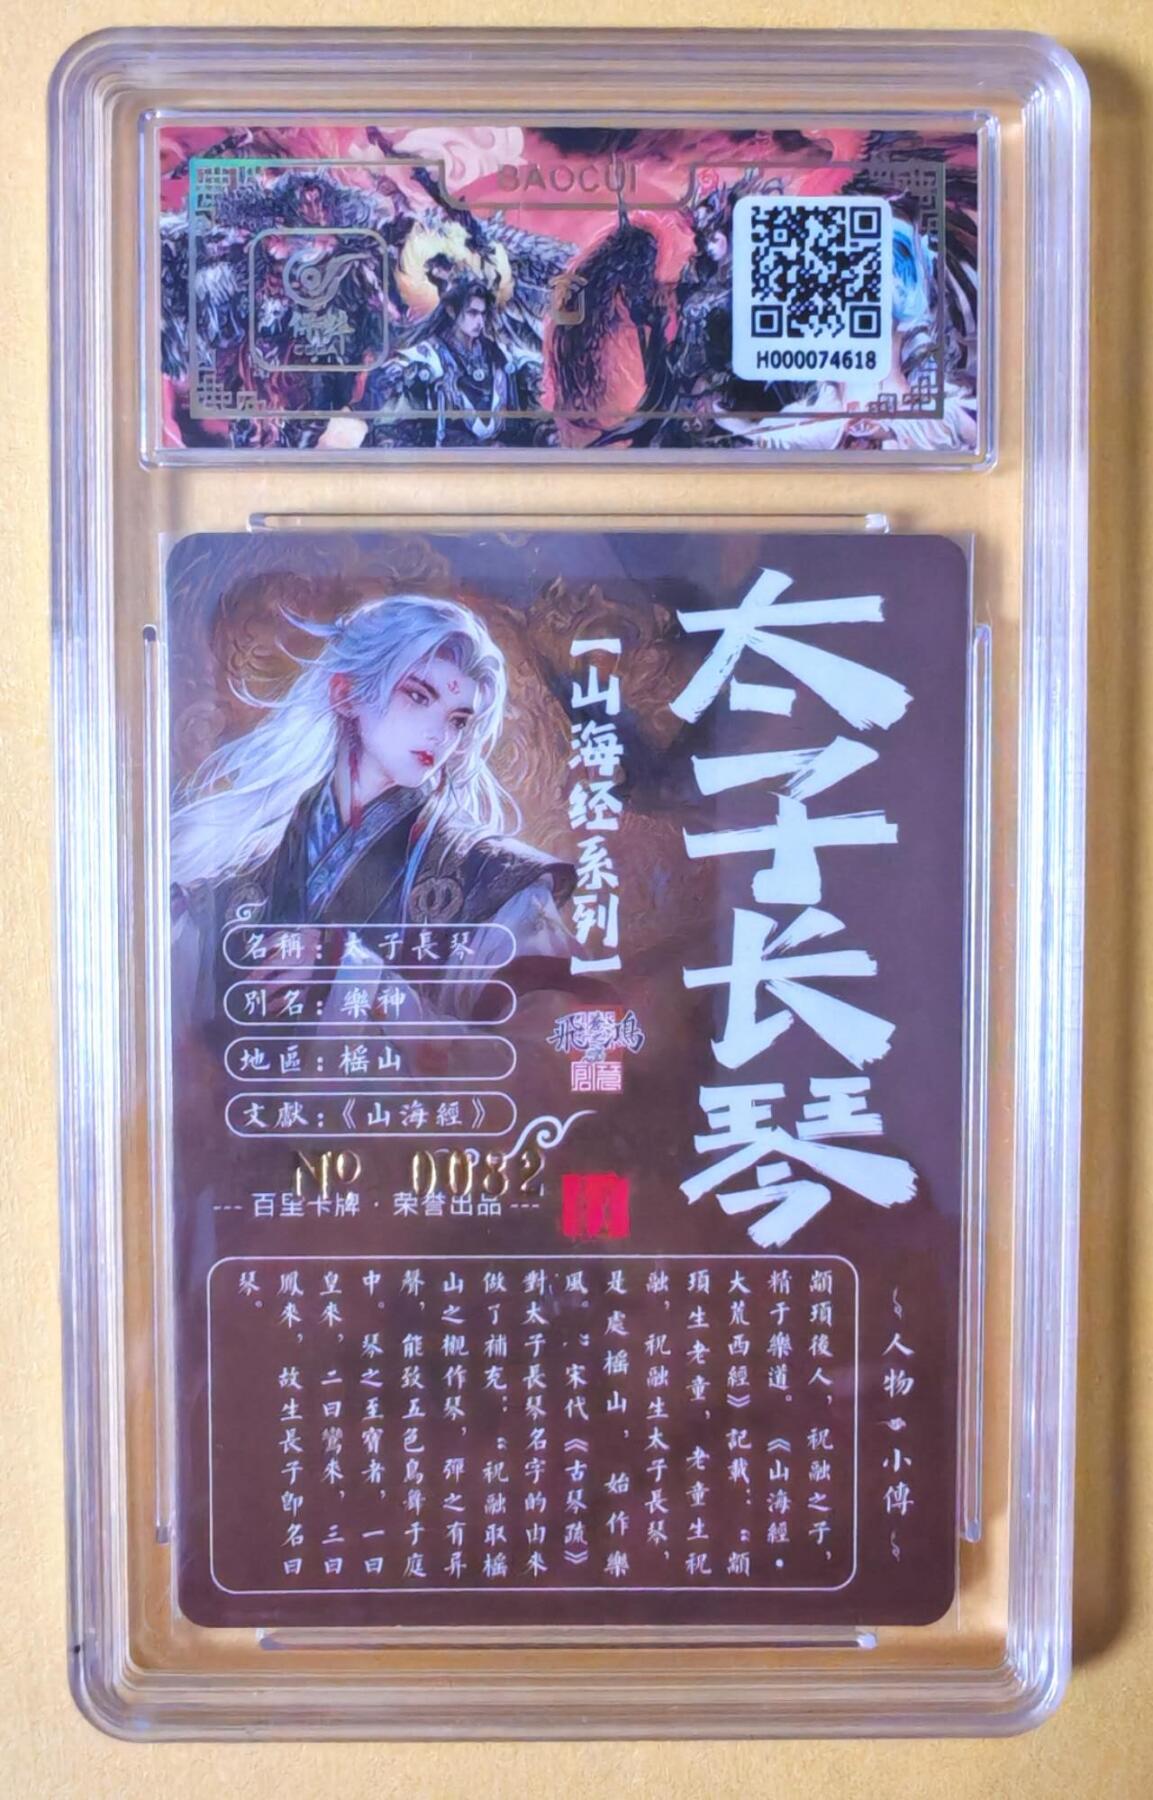 BAOCUI
H000074618
太子长琴
【山海经系列】
飛鴻
名稱：太子長琴
別名：樂神
地區：榣山
文獻：《山海經》
№ 0082
--- 百里卡牌 · 荣誉出品 ---
～人物～小傳～
顓頊後人，祝融之子，
精于樂道。《山海經·
大荒西經》記載：：顓
頊生老童，老童生祝
融，祝融生太子長琴，
是處榣山，始作樂
風。：宋代《古琴疏》
對太子長琴名字的由來
做了補充：：祝融取榣
山之櫬作琴，彈之有异
聲，能致五色鳥舞于庭
中。琴之至寶者，一曰
皇來，二曰鸞來，三曰
鳳來，故生長子即名曰
琴。